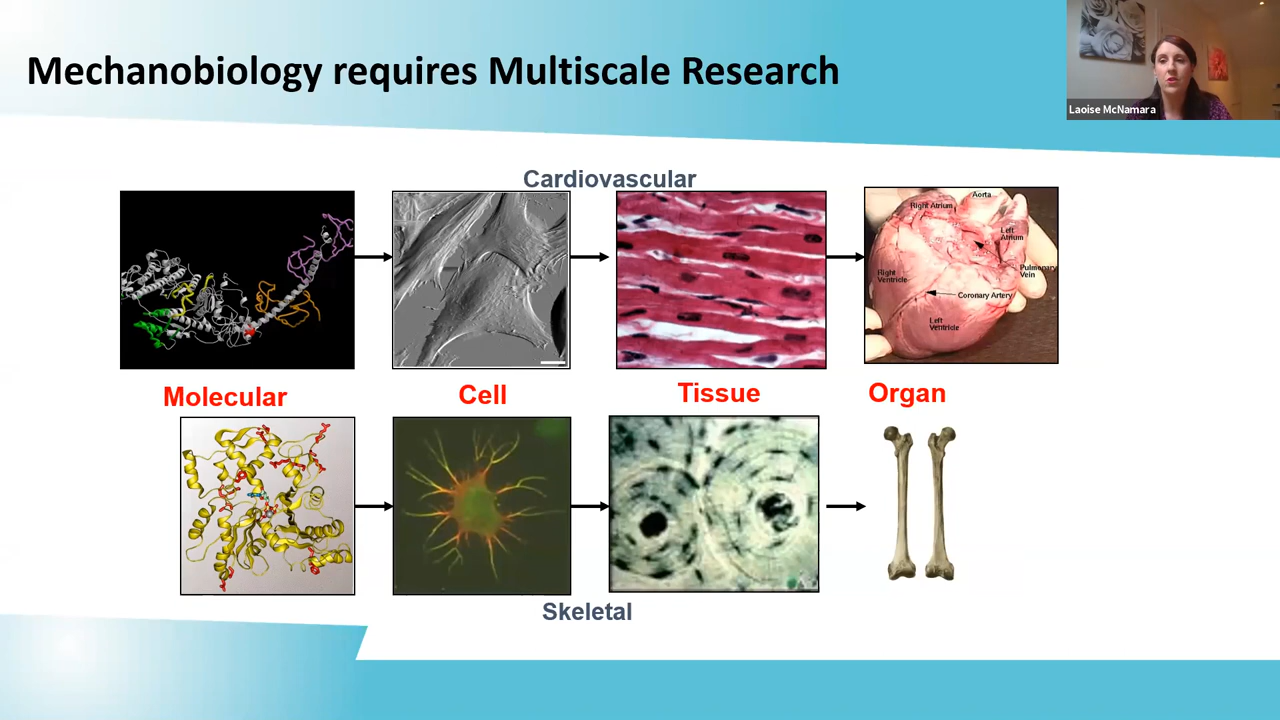 Mechanobiology requires Multiscale Research
Laoise McNamara
Cardiovascular
Aorta
Right Atrium
Left
Atrium
Right
Ventricle
Pulmonary
Vein
Coronary Artery
Left
Ventricle
Molecular
Cell
Tissue
Organ
Skeletal